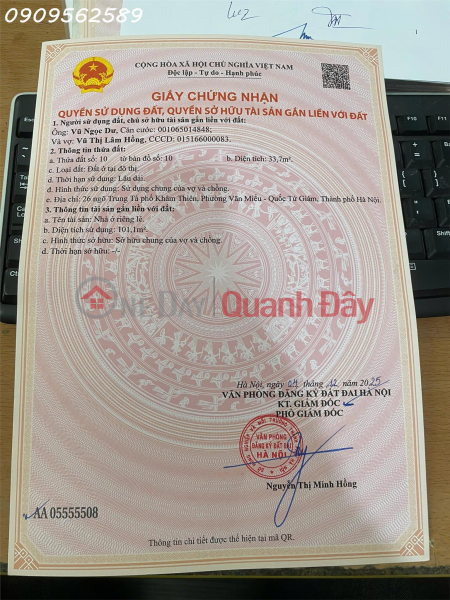 0909562589
CỘNG HÒA XÃ HỘI CHỦ NGHĨA VIỆT NAM
Độc lập - Tự do - Hạnh phúc
GIẤY CHỨNG NHẬN
QUYỀN SỬ DỤNG ĐẤT, QUYỀN SỞ HỮU TÀI SẢN GẮN LIỀN VỚI ĐẤT
1. Người sử dụng đất, chủ sở hữu tài sản gắn liền với đất:
Ông: Vũ Ngọc Dư, Căn cước: 001065014848;
Và vợ: Vũ Thị Lâm Hồng, CCCD: 015166000083.
2. Thông tin thửa đất:
a. Thửa đất số: 10 tờ bản đồ số: 10 b. Diện tích: 33,7m².
c. Loại đất: Đất ở tại đô thị.
d. Thời hạn sử dụng: Lâu dài.
đ. Hình thức sử dụng: Sử dụng chung của vợ và chồng.
e. Địa chỉ: 26 ngõ Trung Tả phố Khâm Thiên, Phường Văn Miếu - Quốc Tử Giám, Thành phố Hà Nội.
3. Thông tin tài sản gắn liền với đất:
a. Tên tài sản: Nhà ở riêng lẻ.
b. Diện tích sử dụng: 101,1m².
c. Hình thức sở hữu: Sở hữu chung của vợ và chồng.
d. Thời hạn sở hữu: -/-
ONE DAY Quanh Đây
Hà Nội, ngày 04 tháng 12 năm 2025
VĂN PHÒNG ĐĂNG KÝ ĐẤT ĐAI HÀ NỘI
KT. GIÁM ĐỐC
PHÓ GIÁM ĐỐC
VĂN PHÒNG
ĐĂNG KÝ ĐẤT ĐAI
HÀ NỘI
Nguyễn Thị Minh Hồng
AA 05555508
Thông tin chi tiết được thể hiện tại mã QR.